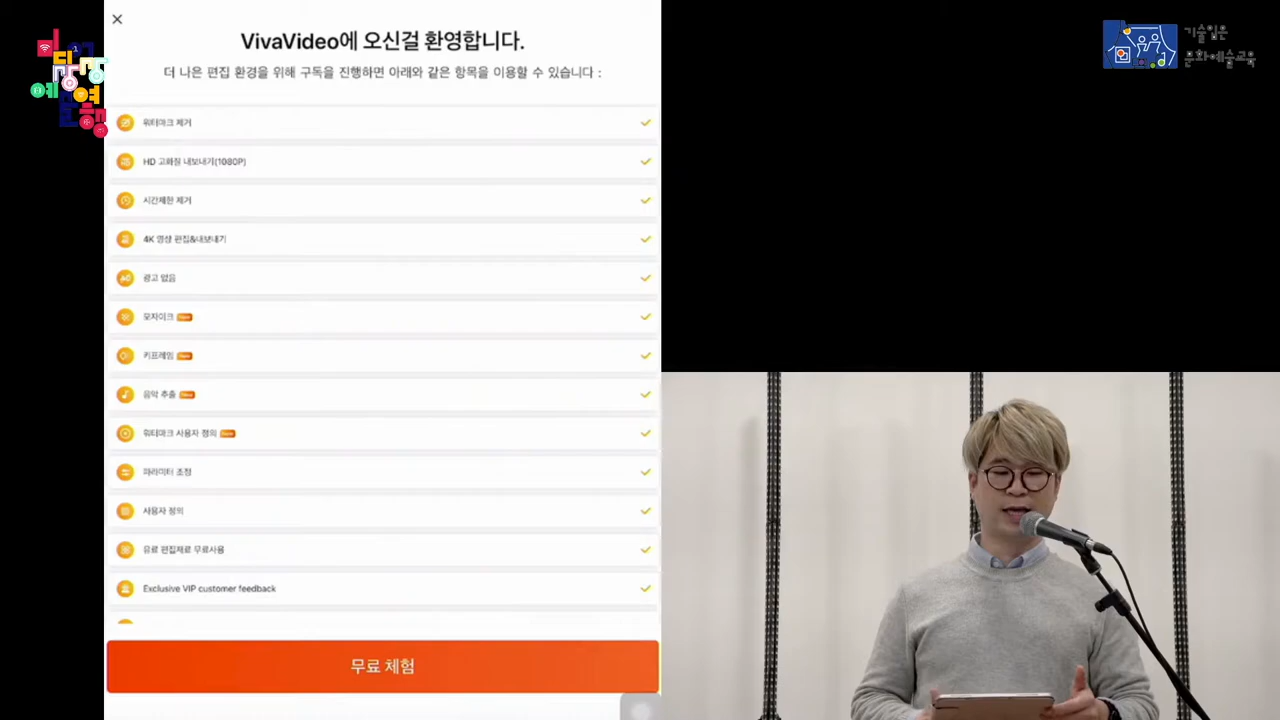 VivaVideo에 오신걸 환영합니다.
더 나은 편집 환경을 위해 구독을 진행하면 아래와 같은 항목을 이용할 수 있습니다 :
워터마크 제거
HD 고화질 내보내기(1080P)
시간제한 제거
4K 영상 편집&내보내기
광고 없음
모자이크 New
키프레임 New
음악 추출 New
워터마크 사용자 정의 New
파라미터 조정
사용자 정의
유료 편집재료 무료사용
Exclusive VIP customer feedback
무료 체험
기술입은
문화예술교육